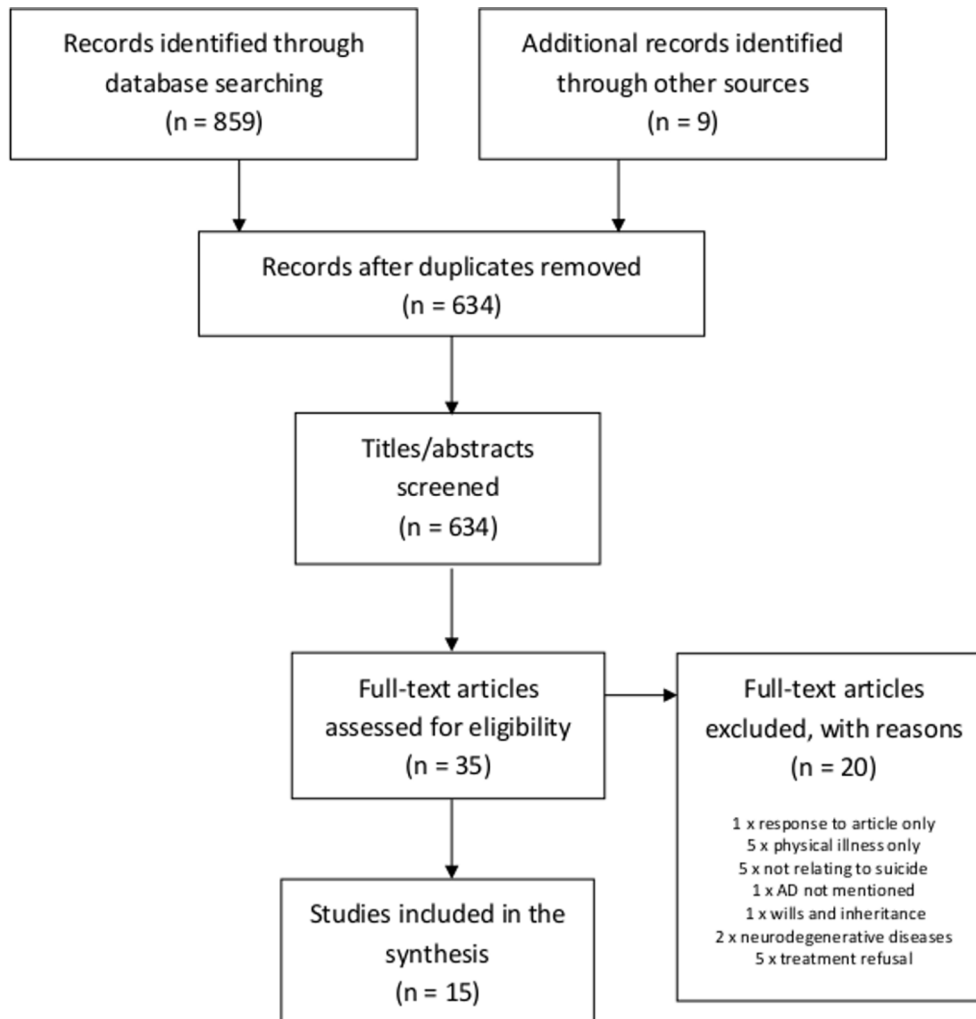 Records identified through
database searching
(n = 859)
Additional records identified
through other sources
(n = 9)
Records after duplicates removed
(n = 634)
Titles/abstracts
screened
(n = 634)
Full-text articles
assessed for eligibility
(n = 35)
Full-text articles
excluded, with reasons
(n = 20)
1 x response to article only
5 x physical illness only
5 x not relating to suicide
1 x AD not mentioned
1 x wills and inheritance
2 x neurodegenerative diseases
5 x treatment refusal
Studies included in the
synthesis
(n = 15)